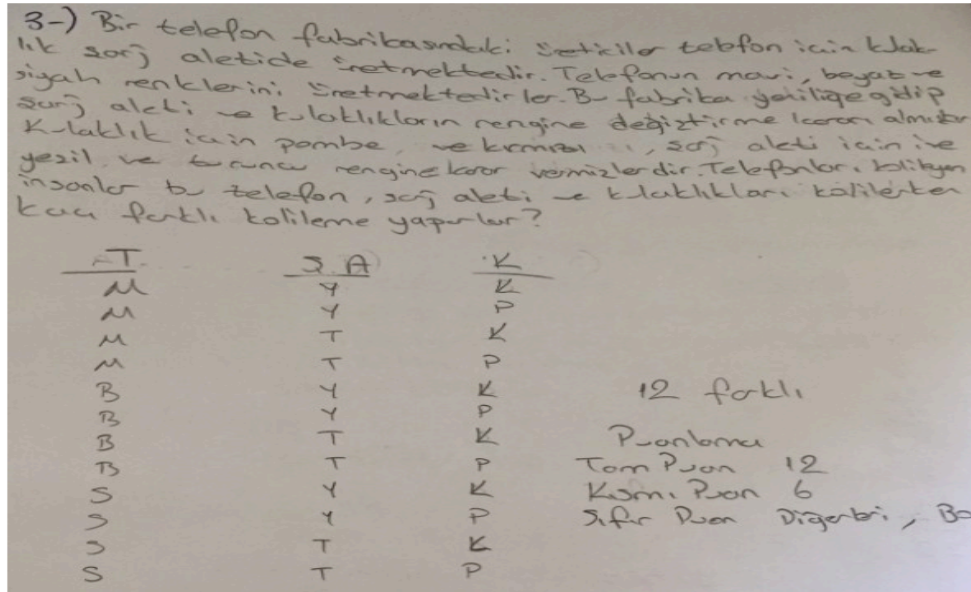 3-) Bir telefon fabrikasındaki üreticiler telefon için kulak-
lık şarj aletide üretmektedir. Telefonun mavi, beyaz ve
siyah renklerini üretmektedirler. Bu fabrika yeniliğe gidip
şarj aleti ve kulaklıkların rengine değiştirme kararı almıştır
Kulaklık için pembe, ve kırmızı, şarj aleti için ise
yeşil ve turuncu rengine karar vermişlerdir. Telefonları
insanlar bu telefon, şarj aleti ve kulaklıkları kolilerken
kaç farklı kolileme yaparlar?
T Ş.A K
M Y K
M Y P
M T K
M T P
B Y K 12 farklı
B Y P
B T K Puanlama
B T P Tam Puan 12
S Y K Kısmi Puan 6
S Y P Sıfır Puan Diğerleri,
S T K
S T P